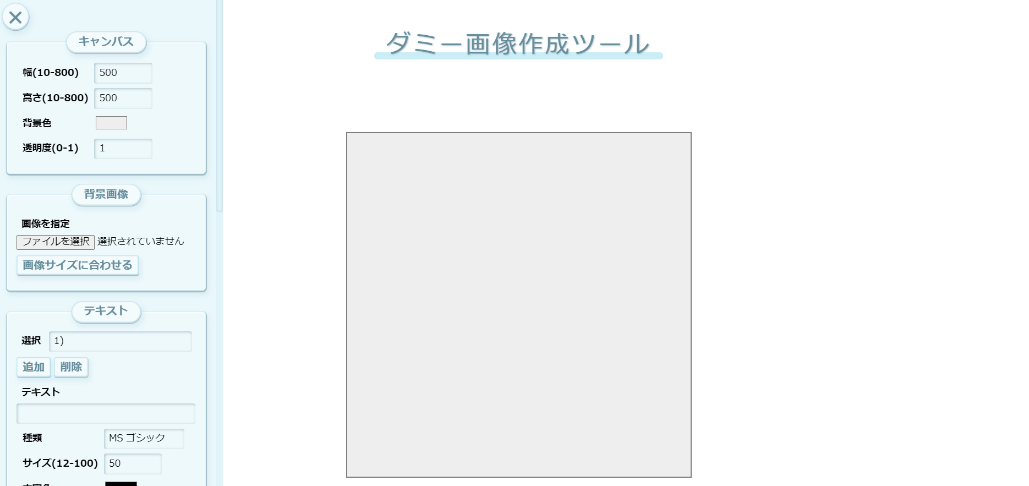 ダミー画像作成ツール
キャンバス
幅(10-800) 500
高さ(10-800) 500
背景色
透明度(0-1) 1
背景画像
画像を指定
ファイルを選択 選択されていません
画像サイズに合わせる
テキスト
選択 1)
追加 削除
テキスト
種類 MS ゴシック
サイズ(12-100) 50